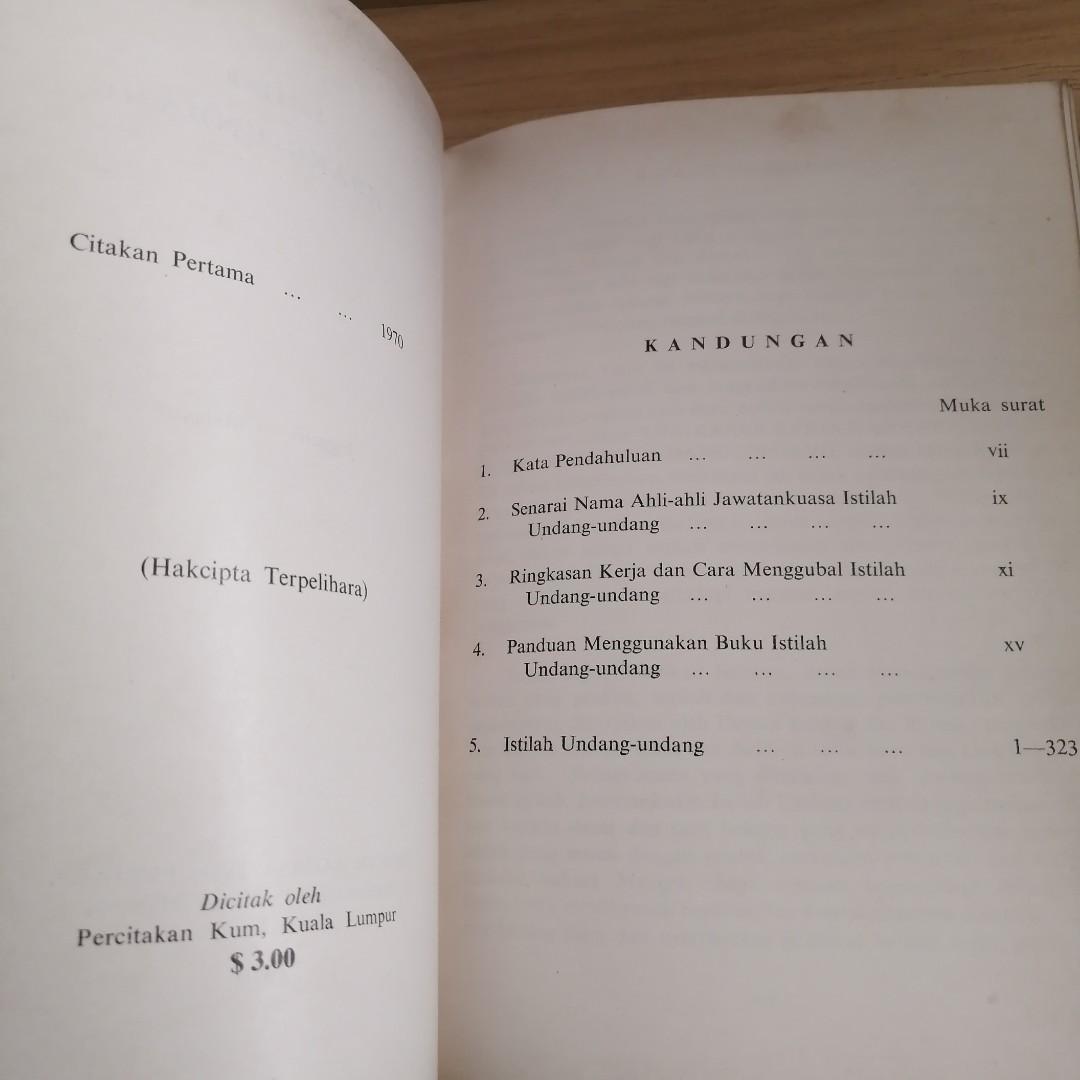 Citakan Pertama ... ... 1970
(Hakcipta Terpelihara)
Dicitak oleh
Percitakan Kum, Kuala Lumpur
$ 3.00
KANDUNGAN
Muka surat
1. Kata Pendahuluan ... ... ... ... vii
2. Senarai Nama Ahli-ahli Jawatankuasa Istilah ix
Undang-undang ... ... ... ...
3. Ringkasan Kerja dan Cara Menggubal Istilah xi
Undang-undang ... ... ... ...
4. Panduan Menggunakan Buku Istilah xv
Undang-undang ... ... ... ...
5. Istilah Undang-undang ... ... ... 1—323